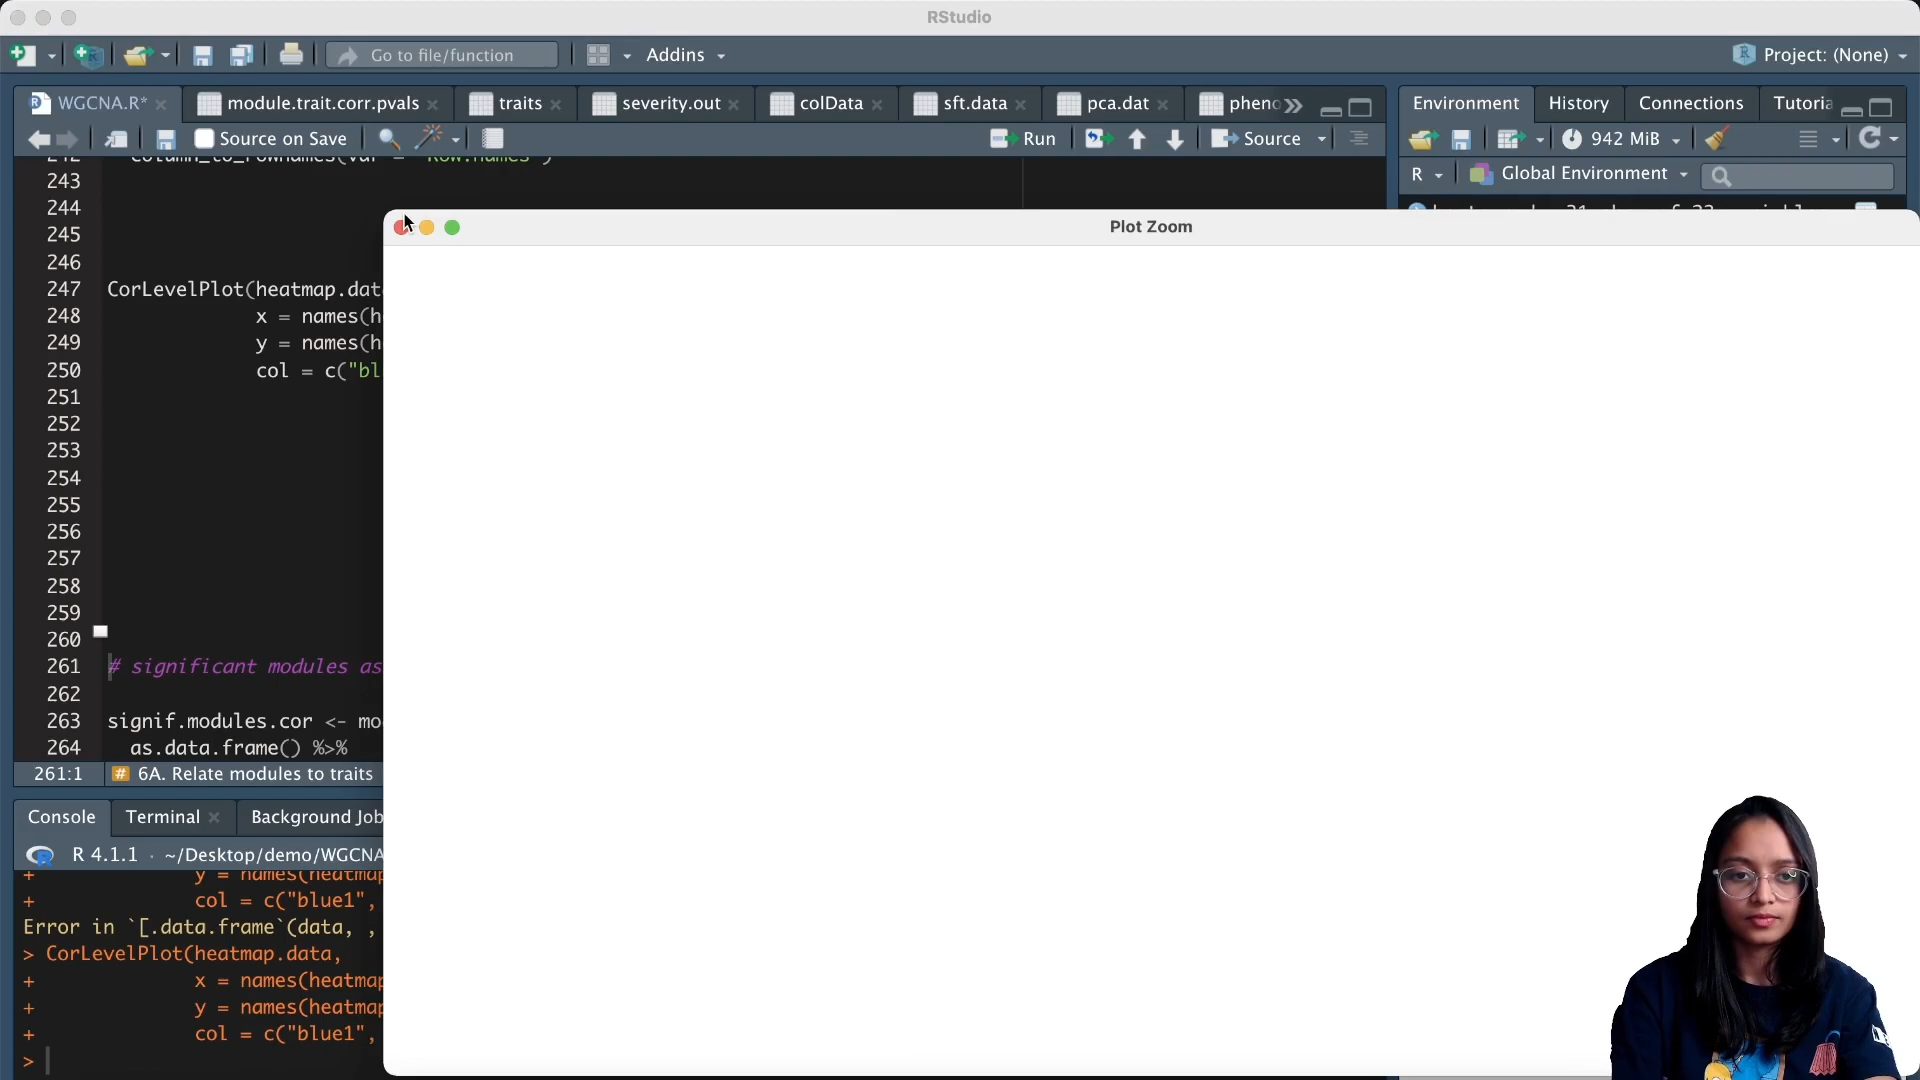 RStudio
Go to file/function
Addins
Project: (None)
WGCNA.R*
module.trait.corr.pvals
traits
severity.out
colData
sft.data
pca.dat
pheno
Environment
History
Connections
Tutoria
Source on Save
Run
Source
942 MiB
R
Global Environment
243
244
245
246
247 CorLevelPlot(heatmap.dat
248 x = names(h
249 y = names(h
250 col = c("bl
251
252
253
254
255
256
257
258
259
260
261 # significant modules as
262
263 signif.modules.cor <- mo
264 as.data.frame() %>%
261:1 # 6A. Relate modules to traits
Plot Zoom
Console
Terminal
Background Job
R 4.1.1 · ~/Desktop/demo/WGCNA
+ y = names(heatmap
+ col = c("blue1",
Error in `[.data.frame`(data, ,
> CorLevelPlot(heatmap.data,
+ x = names(heatmap
+ y = names(heatmap
+ col = c("blue1",
>